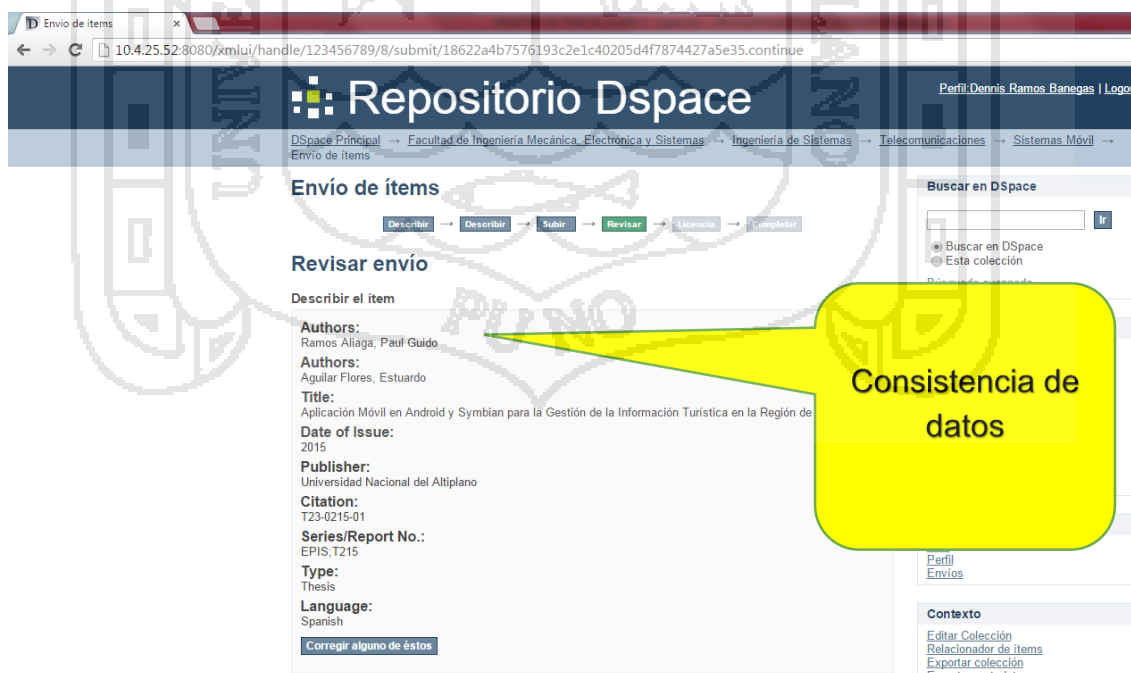 Envío de ítems
10.4.25.52:8080/xmlui/handle/123456789/8/submit/18622a4b7576193c2e1c40205d4f7874427a5e35.continue
Repositorio Dspace
Perfil:Dennis Ramos Banegas | Logout
DSpace Principal → Facultad de Ingeniería Mecánica, Electrónica y Sistemas → Ingeniería de Sistemas → Telecomunicaciones → Sistemas Móvil →
Envío de ítems
Envío de ítems
Describir → Describir → Subir → Revisar → Licencia → Completar
Revisar envío
Describir el ítem
Authors:
Ramos Aliaga, Paul Guido
Authors:
Aguilar Flores, Estuardo
Title:
Aplicación Móvil en Android y Symbian para la Gestión de la Información Turística en la Región de
Date of Issue:
2015
Publisher:
Universidad Nacional del Altiplano
Citation:
T23-0215-01
Series/Report No.:
EPIS;T215
Type:
Thesis
Language:
Spanish
Corregir alguno de éstos
Buscar en DSpace
Ir
Buscar en DSpace
Esta colección
Consistencia de
datos
Perfil
Envíos
Contexto
Editar Colección
Relacionador de ítems
Exportar colección
PUNO